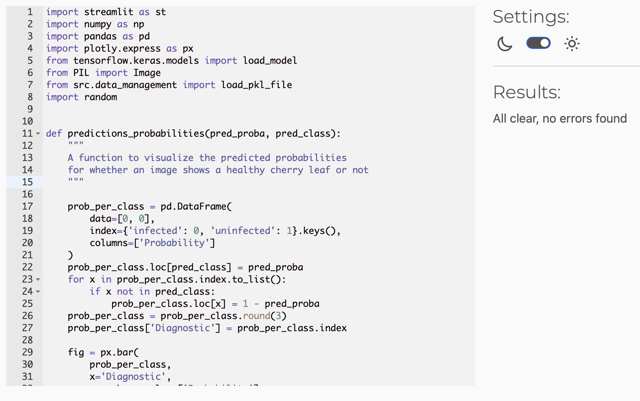 Settings:
Results:
All clear, no errors found
1 import streamlit as st
2 import numpy as np
3 import pandas as pd
4 import plotly.express as px
5 from tensorflow.keras.models import load_model
6 from PIL import Image
7 from src.data_management import load_pkl_file
8 import random
9
10
11 def predictions_probabilities(pred_proba, pred_class):
12     """
13     A function to visualize the predicted probabilities
14     for whether an image shows a healthy cherry leaf or not
15     """
16
17     prob_per_class = pd.DataFrame(
18         data=[0, 0],
19         index={'infected': 0, 'uninfected': 1}.keys(),
20         columns=['Probability']
21     )
22     prob_per_class.loc[pred_class] = pred_proba
23     for x in prob_per_class.index.to_list():
24         if x not in pred_class:
25             prob_per_class.loc[x] = 1 - pred_proba
26     prob_per_class = prob_per_class.round(3)
27     prob_per_class['Diagnostic'] = prob_per_class.index
28
29     fig = px.bar(
30         prob_per_class,
31         x='Diagnostic',